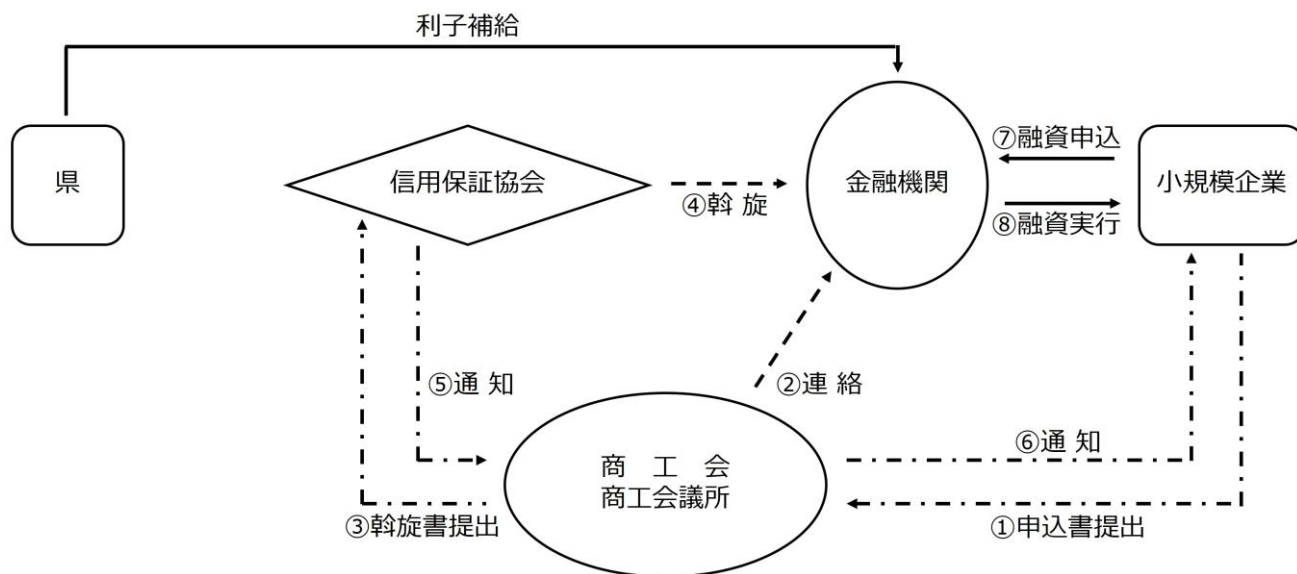 利子補給
県
信用保証協会
④斡 旋
金融機関
⑦融資申込
⑧融資実行
小規模企業
⑤通 知
②連 絡
⑥通 知
商　工　会
商工会議所
③斡旋書提出
①申込書提出